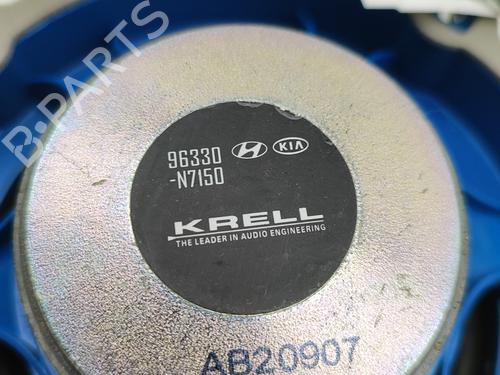 B-PARTS
96330
-N7150
KIA
KRELL
THE LEADER IN AUDIO ENGINEERING
AB20907